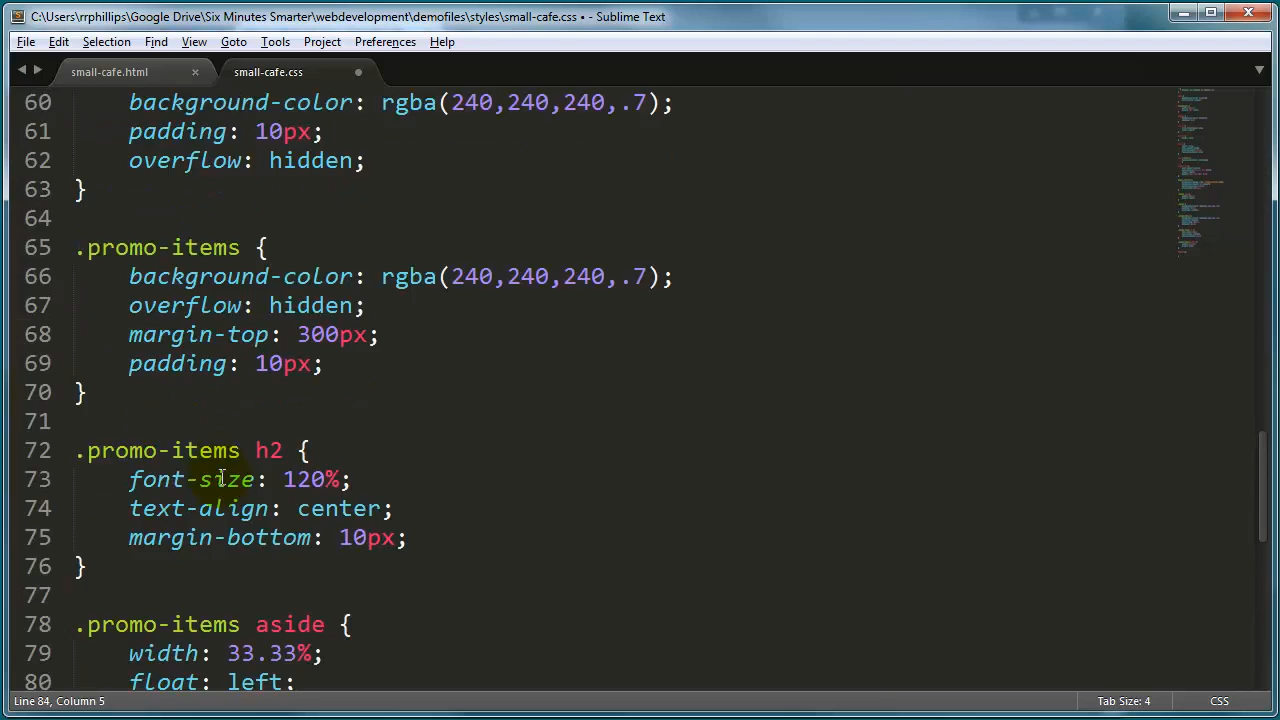 C:\Users\rrphillips\Google Drive\Six Minutes Smarter\webdevelopment\demofiles\styles\small-cafe.css • - Sublime Text
File Edit Selection Find View Goto Tools Project Preferences Help
small-cafe.html × small-cafe.css
60 background-color: rgba(240,240,240,.7);
61 padding: 10px;
62 overflow: hidden;
63 }
64
65 .promo-items {
66 background-color: rgba(240,240,240,.7);
67 overflow: hidden;
68 margin-top: 300px;
69 padding: 10px;
70 }
71
72 .promo-items h2 {
73 font-size: 120%;
74 text-align: center;
75 margin-bottom: 10px;
76 }
77
78 .promo-items aside {
79 width: 33.33%;
80 float: left;
Line 84, Column 5 Tab Size: 4 CSS